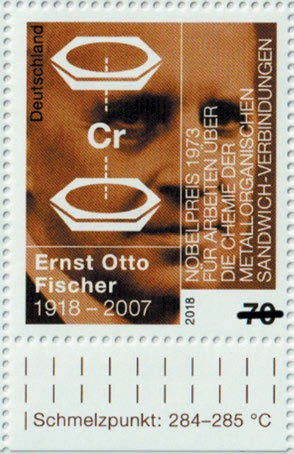 Deutschland
Cr
Ernst Otto
Fischer
1918 – 2007
NOBELPREIS 1973
FÜR ARBEITEN ÜBER
DIE CHEMIE DER
METALLORGANISCHEN
SANDWICH-VERBINDUNGEN
2018
70
Schmelzpunkt: 284–285 °C